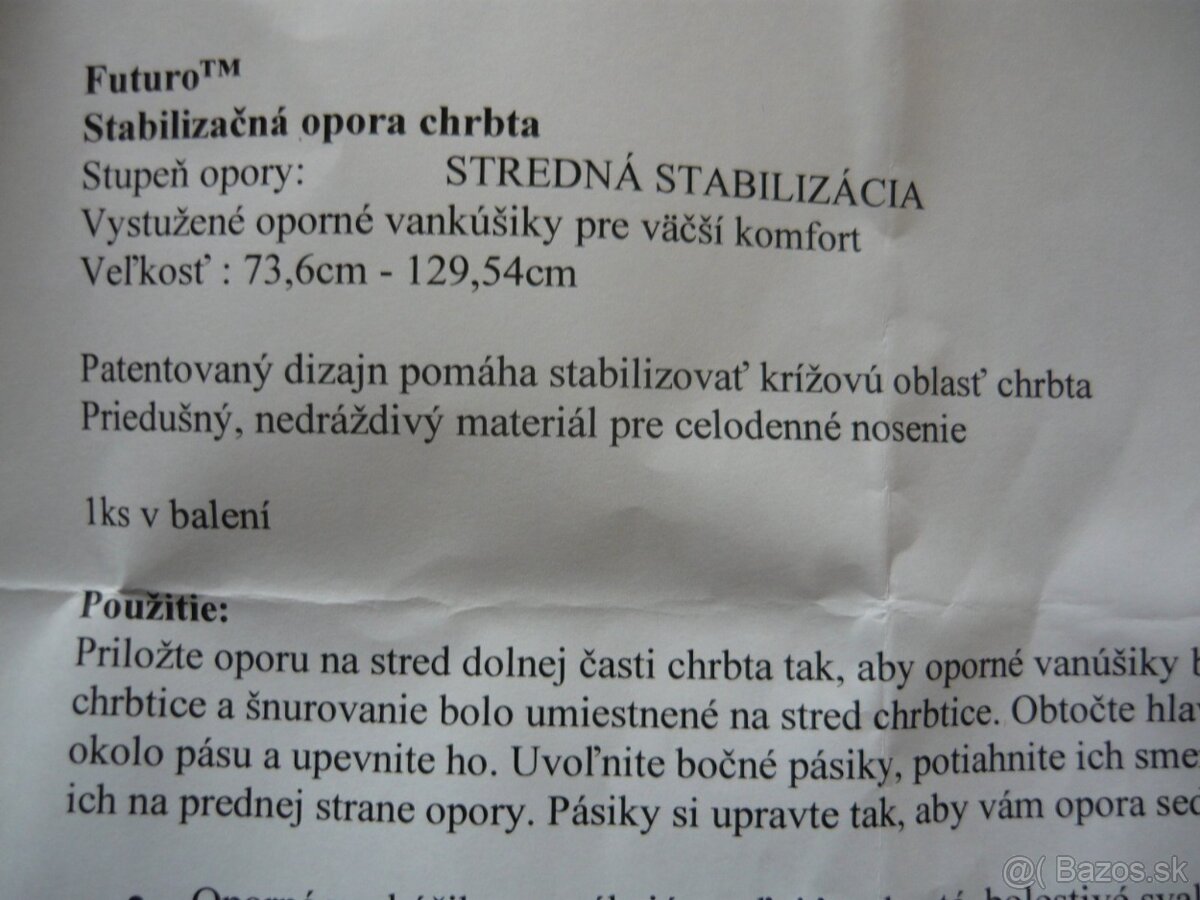 Futuro™
Stabilizačná opora chrbta
Stupeň opory: STREDNÁ STABILIZÁCIA
Vystužené oporné vankúšiky pre väčší komfort
Veľkosť : 73,6cm - 129,54cm
Patentovaný dizajn pomáha stabilizovať krížovú oblasť chrbta
Priedušný, nedráždivý materiál pre celodenné nosenie
1ks v balení
Použitie:
Priložte oporu na stred dolnej časti chrbta tak, aby oporné vanúšiky
chrbtice a šnurovanie bolo umiestnené na stred chrbtice. Obtočte
okolo pásu a upevnite ho. Uvoľnite bočné pásiky, potiahnite ich
ich na prednej strane opory. Pásiky si upravte tak, aby vám opora
@( Bazos.sk